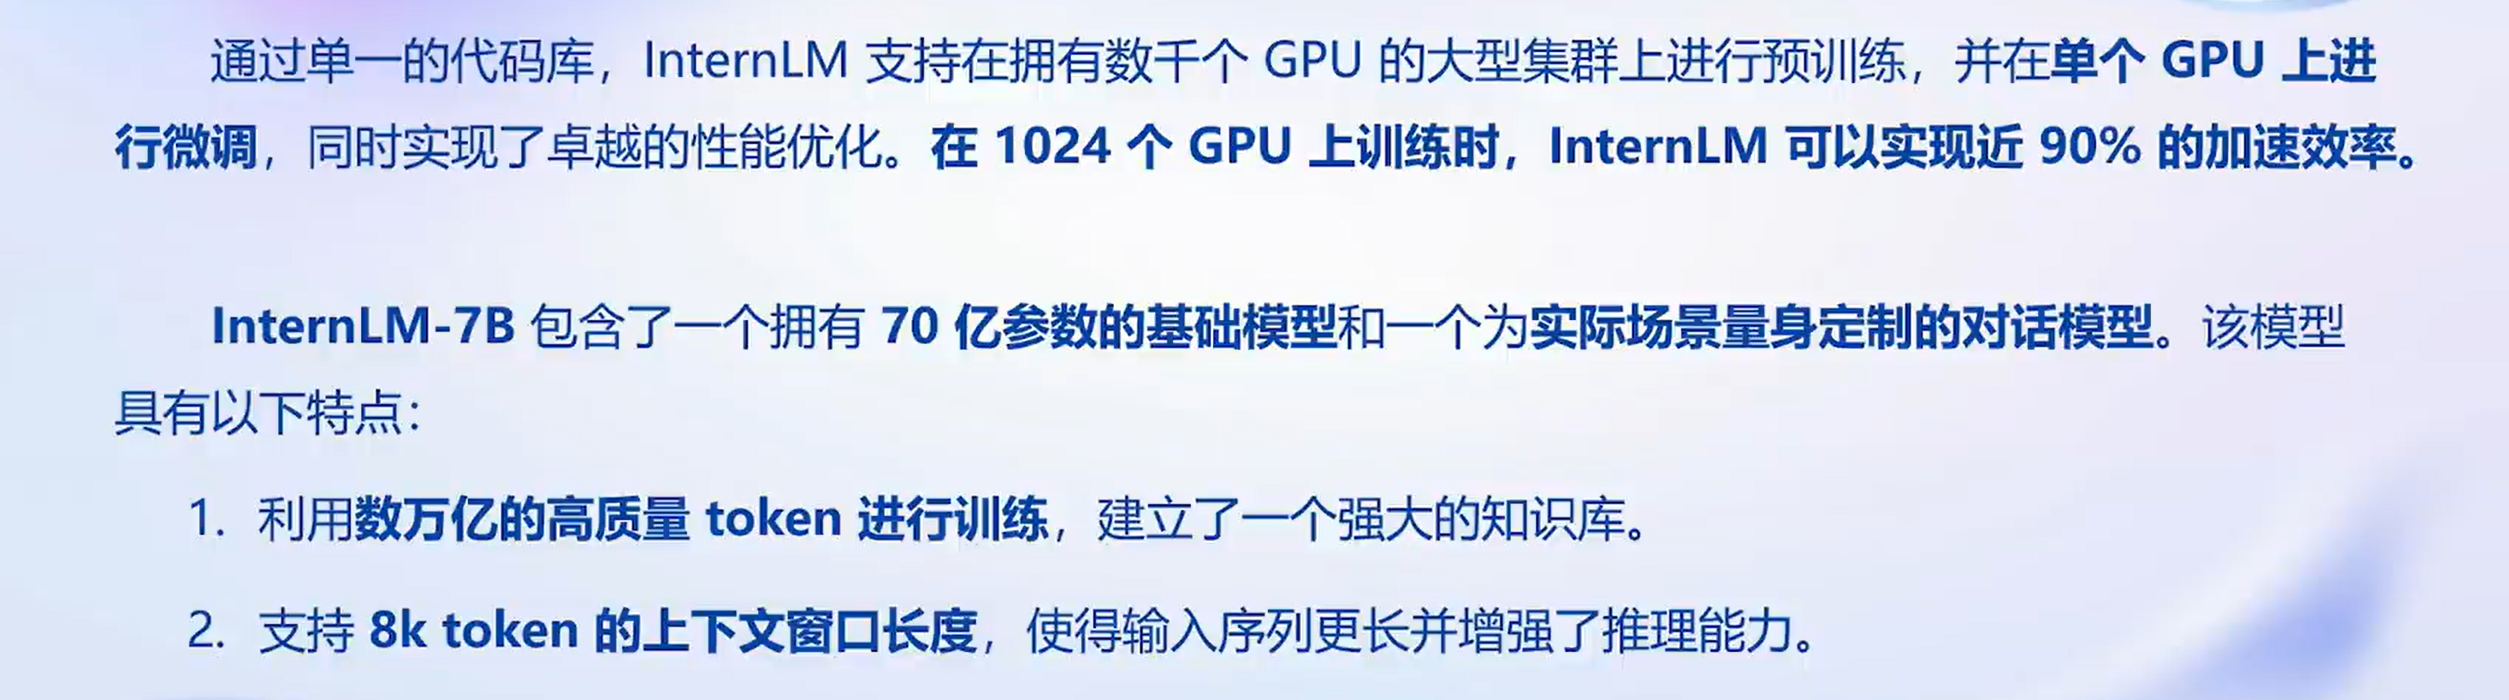 通过单一的代码库，InternLM 支持在拥有数千个 GPU 的大型集群上进行预训练，并在单个 GPU 上进
行微调，同时实现了卓越的性能优化。在 1024 个 GPU 上训练时，InternLM 可以实现近 90% 的加速效率。
InternLM-7B 包含了一个拥有 70 亿参数的基础模型和一个为实际场景量身定制的对话模型。该模型
具有以下特点：
1. 利用数万亿的高质量 token 进行训练，建立了一个强大的知识库。
2. 支持 8k token 的上下文窗口长度，使得输入序列更长并增强了推理能力。